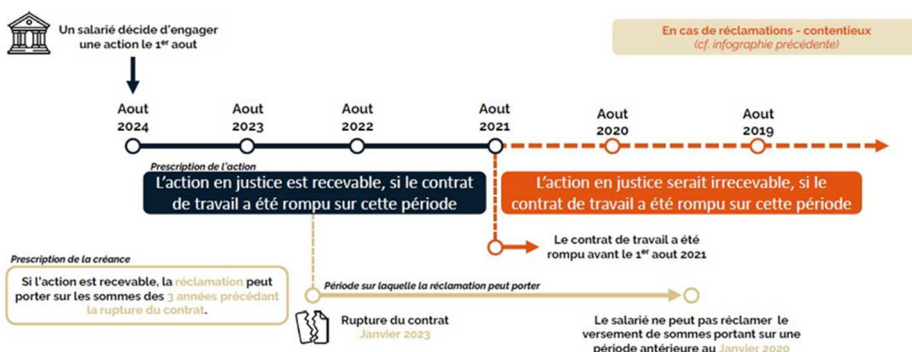 Un salarié décide d'engager
une action le 1er aout
En cas de réclamations - contentieux
(cf. infographie précédente)
Aout
2024
Aout
2023
Aout
2022
Aout
2021
Aout
2020
Aout
2019
Prescription de l'action
L'action en justice est recevable, si le contrat
de travail a été rompu sur cette période
L'action en justice serait irrecevable, si le
contrat de travail a été rompu sur cette période
Le contrat de travail a été
rompu avant le 1er aout 2021
Prescription de la créance
Si l'action est recevable, la réclamation peut
porter sur les sommes des 3 années précédant
la rupture du contrat.
Période sur laquelle la réclamation peut porter
Rupture du contrat
Janvier 2023
Le salarié ne peut pas réclamer le
versement de sommes portant sur une
période antérieure au Janvier 2020